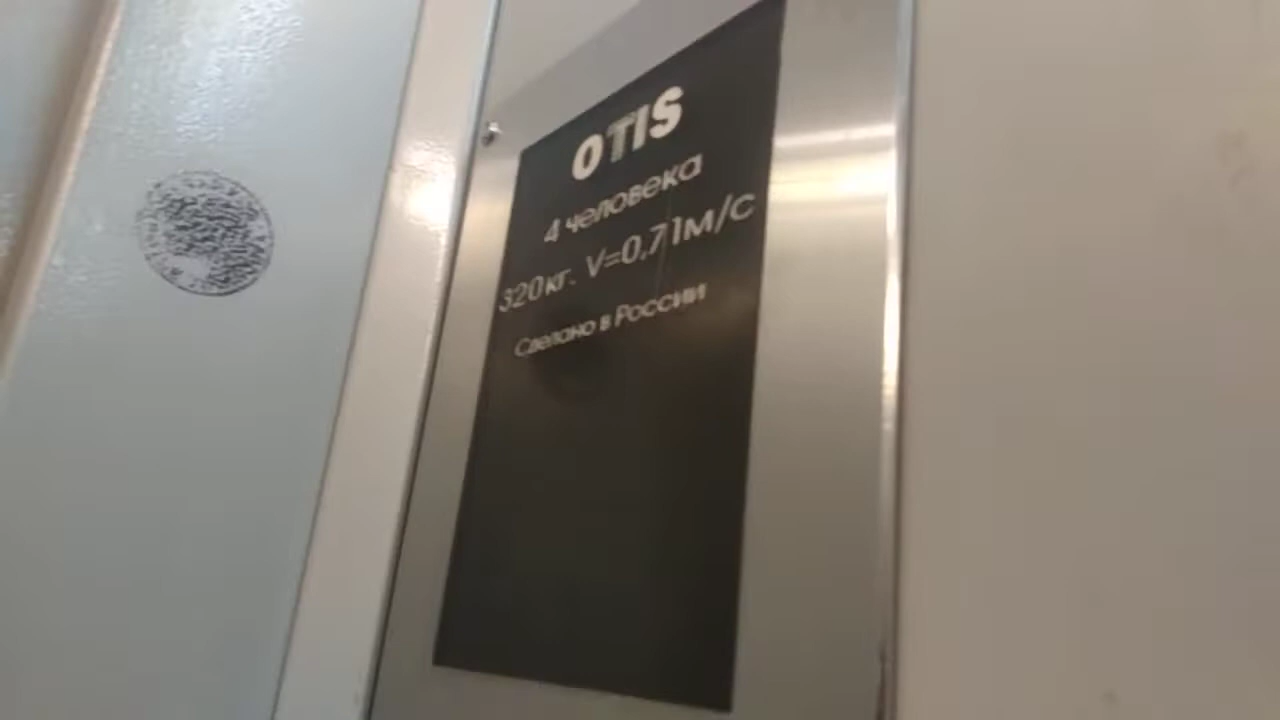 OTIS
4 человека
320кг. V=0,71м/с
Сделано в России